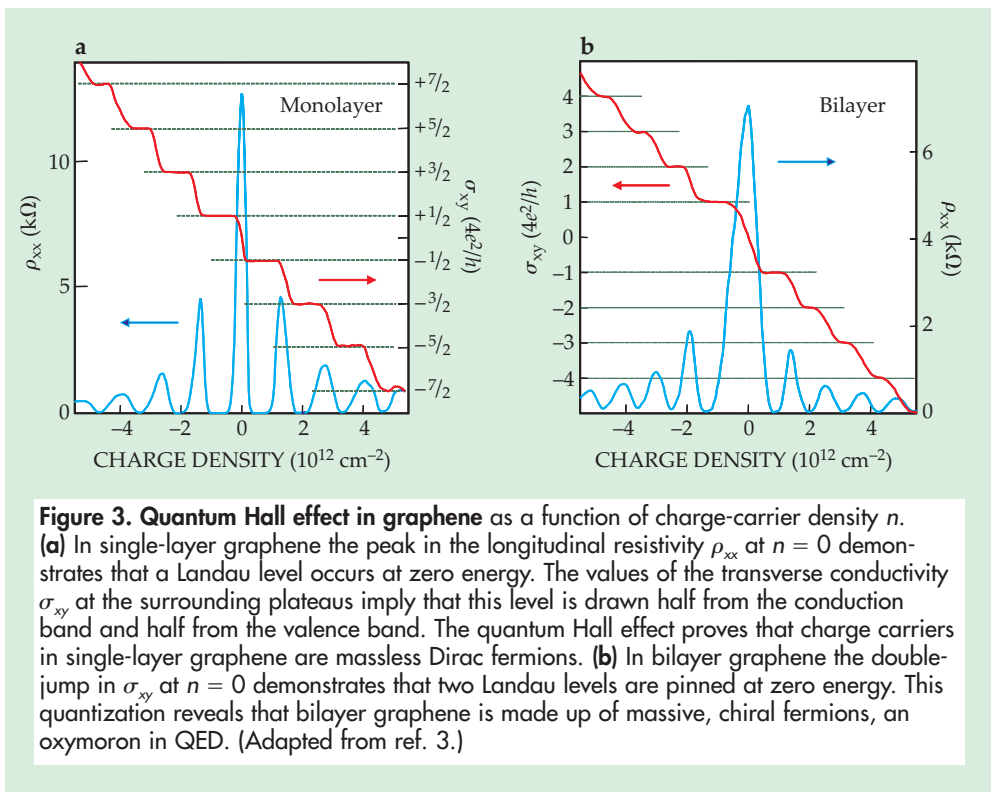 a
b
Monolayer
Bilayer
10
5
0
ρxx (kΩ)
+7/2
+5/2
+3/2
+1/2
−1/2
−3/2
−5/2
−7/2
σxy (4e²/h)
−4 −2 0 2 4
CHARGE DENSITY (10¹² cm⁻²)
4
3
2
1
0
−1
−2
−3
−4
σxy (4e²/h)
6
4
2
0
ρxx (kΩ)
−4 −2 0 2 4
CHARGE DENSITY (10¹² cm⁻²)
Figure 3. Quantum Hall effect in graphene as a function of charge-carrier density n.
(a) In single-layer graphene the peak in the longitudinal resistivity ρxx at n = 0 demon-
strates that a Landau level occurs at zero energy. The values of the transverse conductivity
σxy at the surrounding plateaus imply that this level is drawn half from the conduction
band and half from the valence band. The quantum Hall effect proves that charge carriers
in single-layer graphene are massless Dirac fermions. (b) In bilayer graphene the double-
jump in σxy at n = 0 demonstrates that two Landau levels are pinned at zero energy. This
quantization reveals that bilayer graphene is made up of massive, chiral fermions, an
oxymoron in QED. (Adapted from ref. 3.)